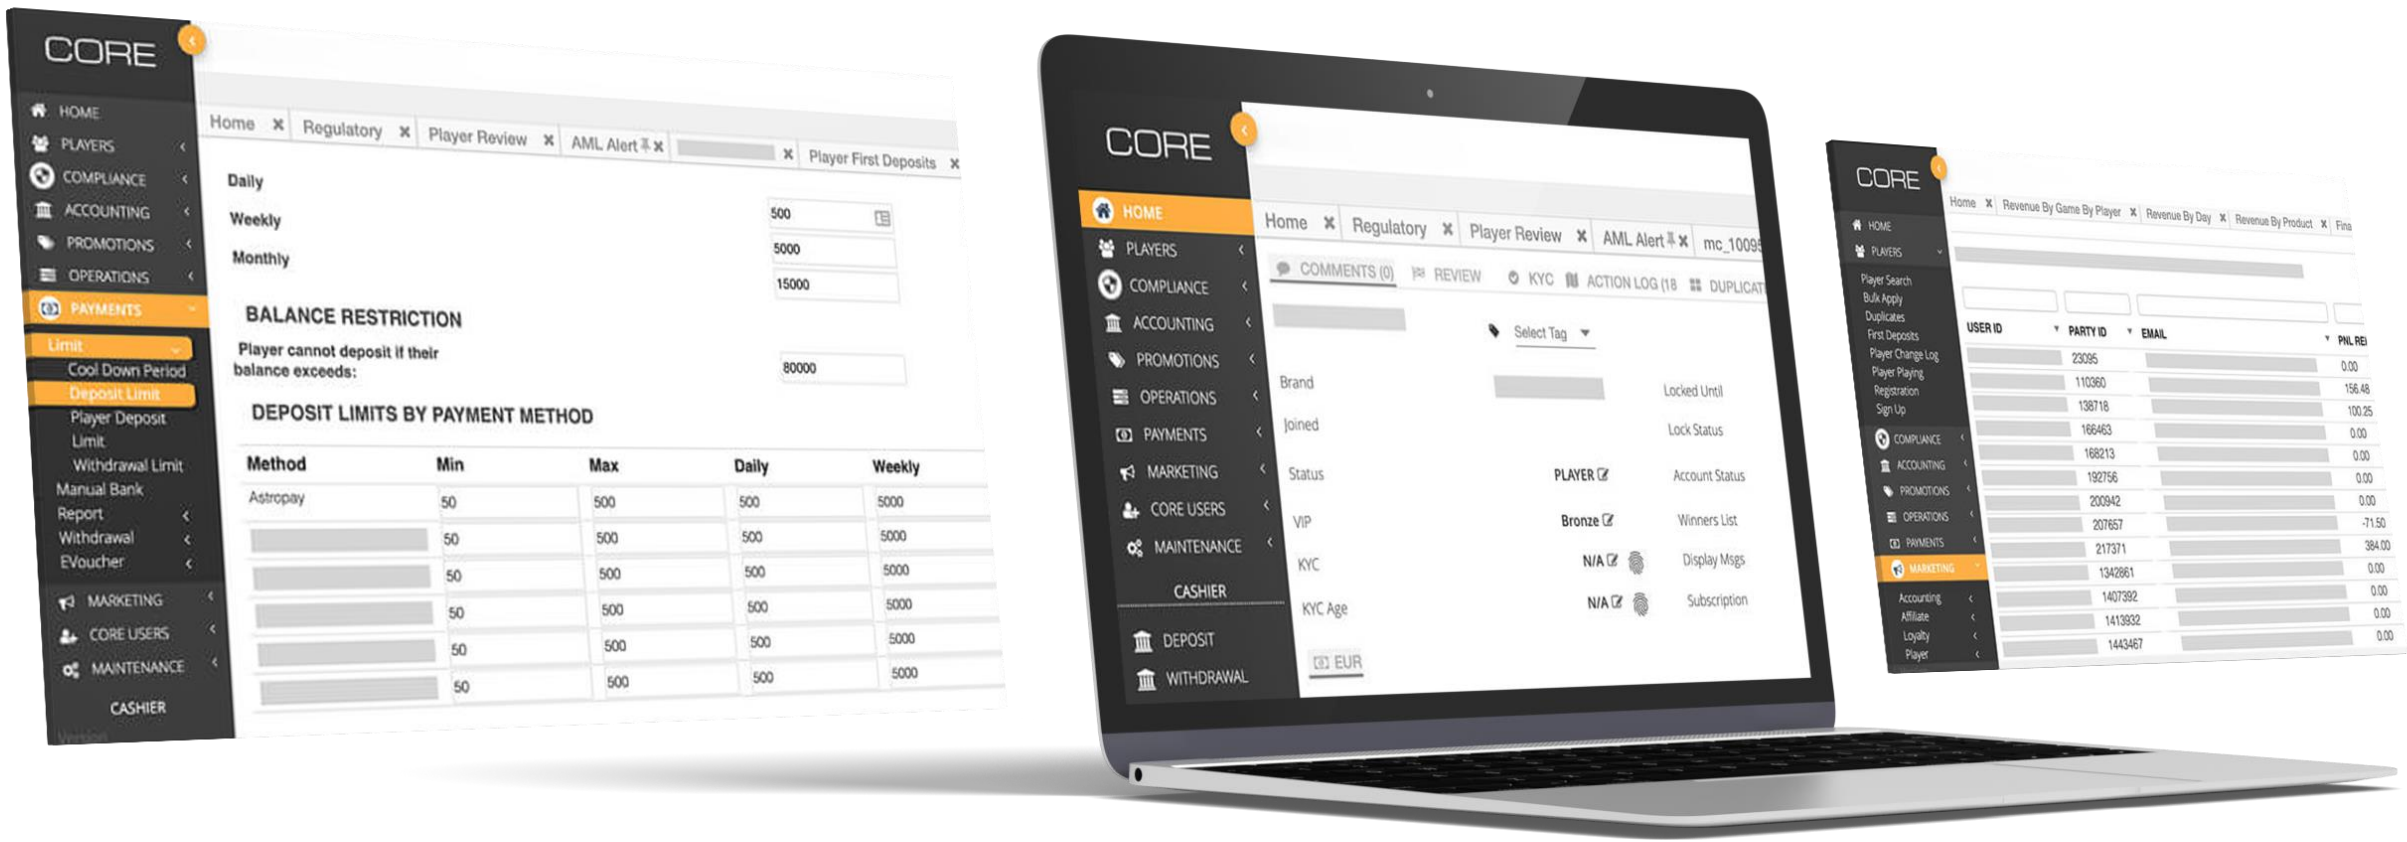 CORE
HOME
PLAYERS
COMPLIANCE
ACCOUNTING
PROMOTIONS
OPERATIONS
PAYMENTS
Limit
Cool Down Period
Deposit Limit
Player Deposit
Limit
Withdrawal Limit
Manual Bank
Report
Withdrawal
EVoucher
MARKETING
CORE USERS
MAINTENANCE
CASHIER
Version
Home Regulatory Player Review AML Alert Player First Deposits
Daily 500
Weekly 5000
Monthly 15000
BALANCE RESTRICTION
Player cannot deposit if their
balance exceeds: 80000
DEPOSIT LIMITS BY PAYMENT METHOD
Method Min Max Daily Weekly
Astropay 50 500 500 5000
50 500 500 5000
50 500 500 5000
50 500 500 5000
50 500 500 5000
50 500 500 5000
CORE
HOME
PLAYERS
COMPLIANCE
ACCOUNTING
PROMOTIONS
OPERATIONS
PAYMENTS
MARKETING
CORE USERS
MAINTENANCE
CASHIER
DEPOSIT
WITHDRAWAL
Home Regulatory Player Review AML Alert mc_10095
COMMENTS (0) REVIEW KYC ACTION LOG (18 DUPLICAT
Select Tag
Brand Locked Until
Joined Lock Status
Status PLAYER Account Status
VIP Bronze Winners List
KYC N/A Display Msgs
KYC Age N/A Subscription
EUR
CORE
HOME
PLAYERS
Player Search
Bulk Apply
Duplicates
First Deposits
Player Change Log
Player Playing
Registration
Sign Up
COMPLIANCE
ACCOUNTING
PROMOTIONS
OPERATIONS
PAYMENTS
MARKETING
Accounting
Affiliate
Loyalty
Player
Home Revenue By Game By Player Revenue By Day Revenue By Product Fina
USER ID PARTY ID EMAIL PNL REI
23095 0.00
110360 156.48
138718 100.25
166463 0.00
168213 0.00
192756 0.00
200942 0.00
207657 -71.50
217371 384.00
1342861 0.00
1407392 0.00
1413932 0.00
1443467 0.00